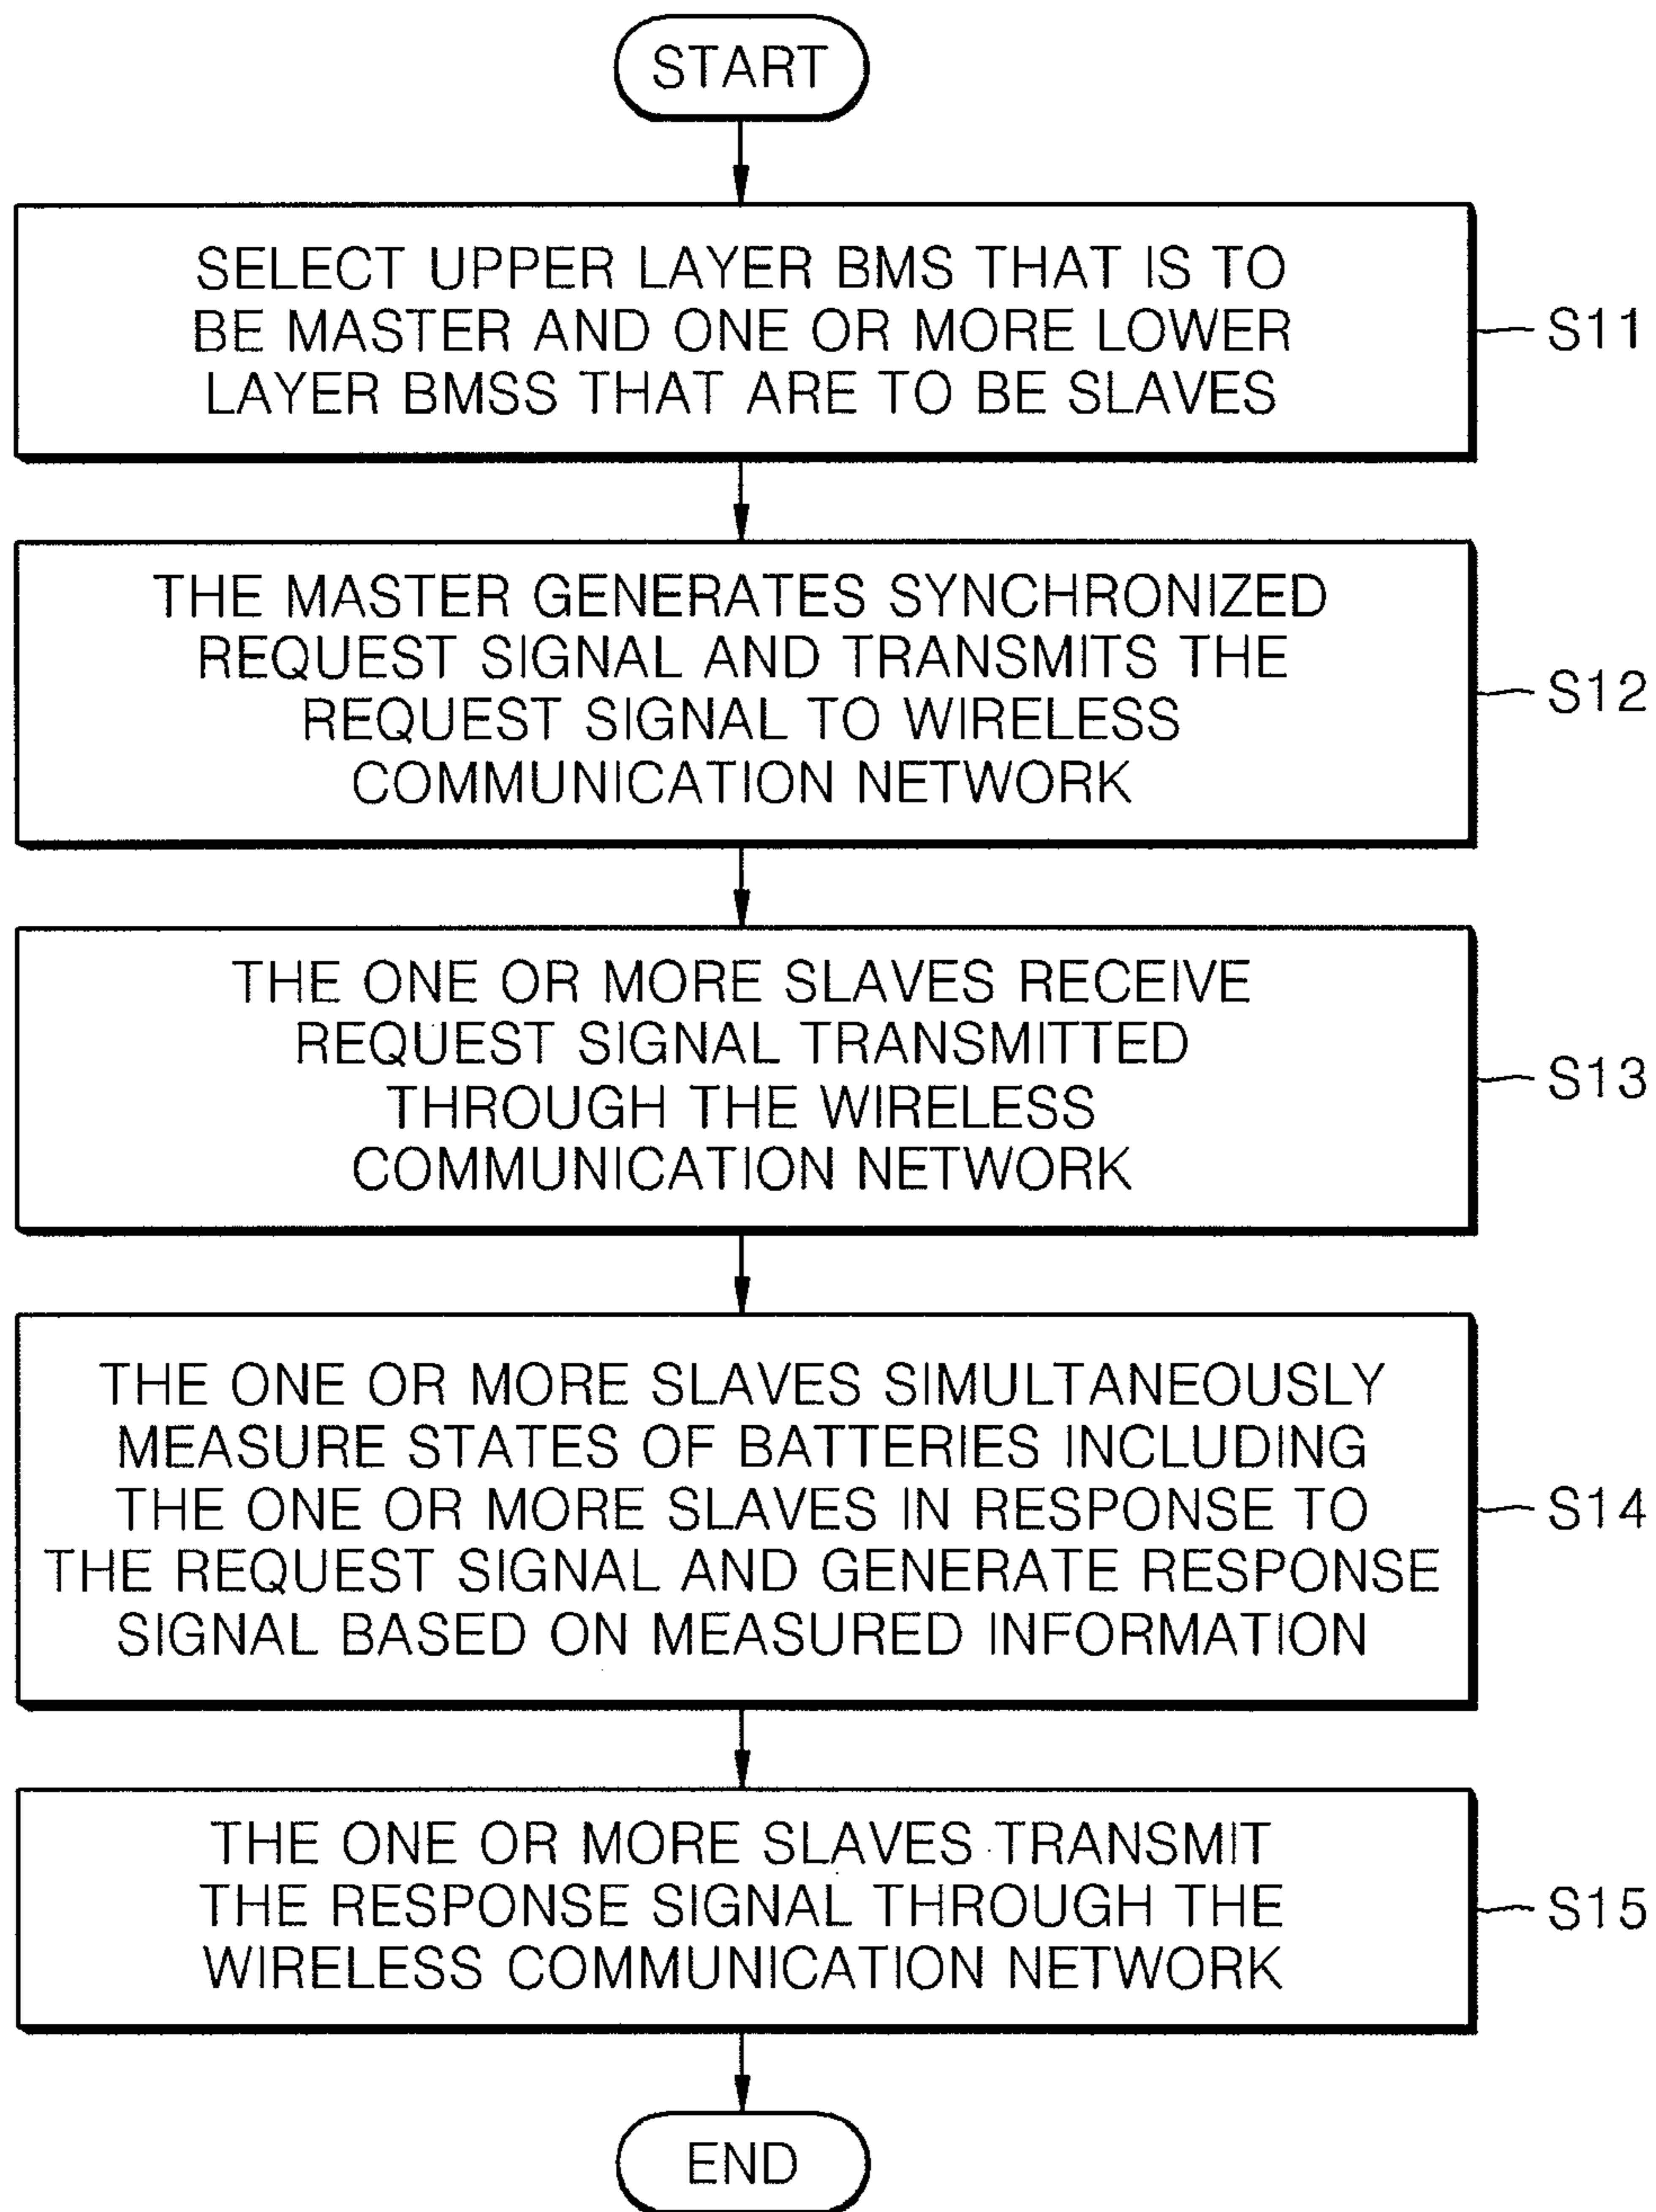 START
SELECT UPPER LAYER BMS THAT IS TO
BE MASTER AND ONE OR MORE LOWER
LAYER BMSS THAT ARE TO BE SLAVES
S11
THE MASTER GENERATES SYNCHRONIZED
REQUEST SIGNAL AND TRANSMITS THE
REQUEST SIGNAL TO WIRELESS
COMMUNICATION NETWORK
S12
THE ONE OR MORE SLAVES RECEIVE
REQUEST SIGNAL TRANSMITTED
THROUGH THE WIRELESS
COMMUNICATION NETWORK
S13
THE ONE OR MORE SLAVES SIMULTANEOUSLY
MEASURE STATES OF BATTERIES INCLUDING
THE ONE OR MORE SLAVES IN RESPONSE TO
THE REQUEST SIGNAL AND GENERATE RESPONSE
SIGNAL BASED ON MEASURED INFORMATION
S14
THE ONE OR MORE SLAVES TRANSMIT
THE RESPONSE SIGNAL THROUGH THE
WIRELESS COMMUNICATION NETWORK
S15
END